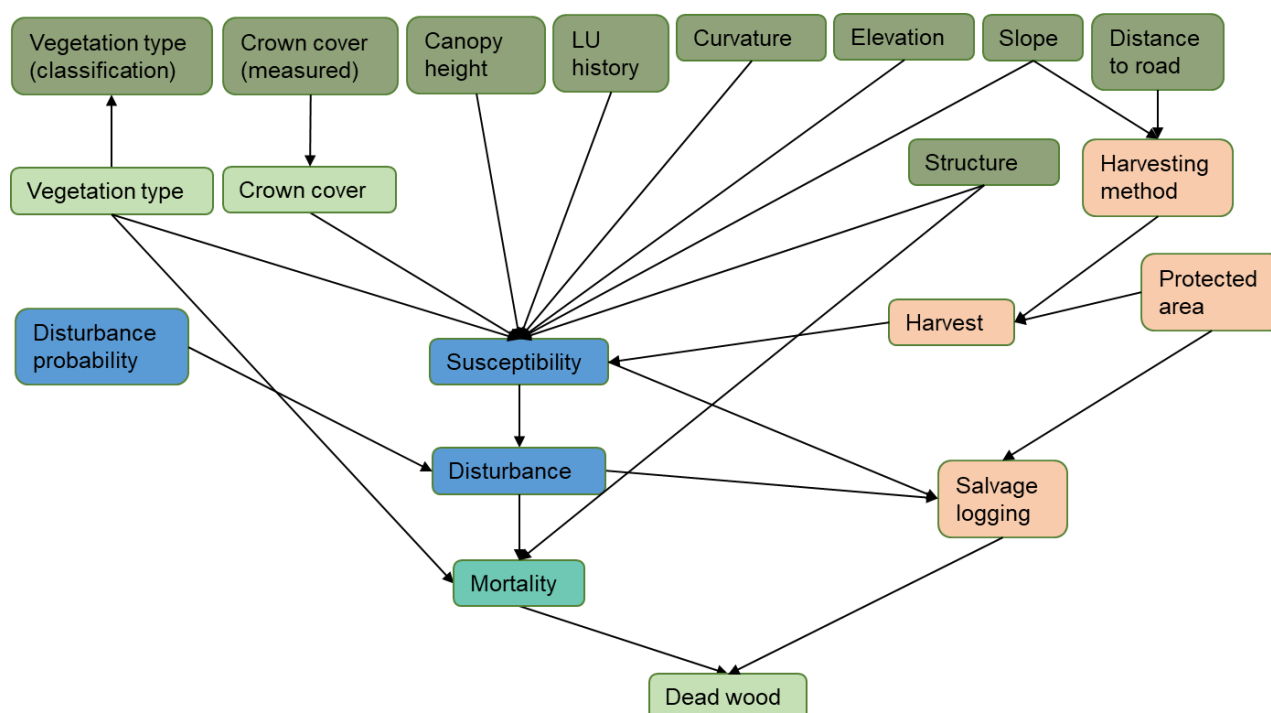 Vegetation type
(classification)
Crown cover
(measured)
Canopy
height
LU
history
Curvature
Elevation
Slope
Distance
to road
Vegetation type
Crown cover
Structure
Harvesting
method
Protected
area
Disturbance
probability
Harvest
Susceptibility
Disturbance
Salvage
logging
Mortality
Dead wood